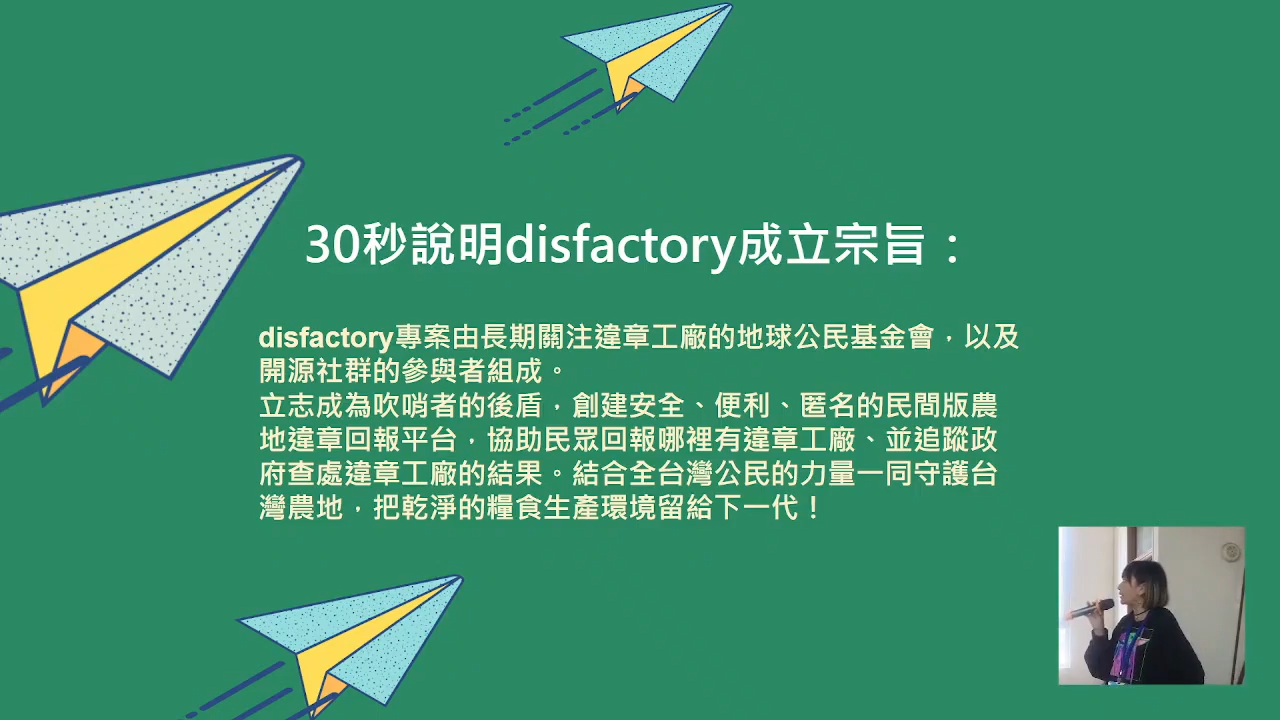 30秒說明disfactory成立宗旨：
disfactory專案由長期關注違章工廠的地球公民基金會，以及
開源社群的參與者組成。
立志成為吹哨者的後盾，創建安全、便利、匿名的民間版農
地違章回報平台，協助民眾回報哪裡有違章工廠、並追蹤政
府查處違章工廠的結果。結合全台灣公民的力量一同守護台
灣農地，把乾淨的糧食生產環境留給下一代！